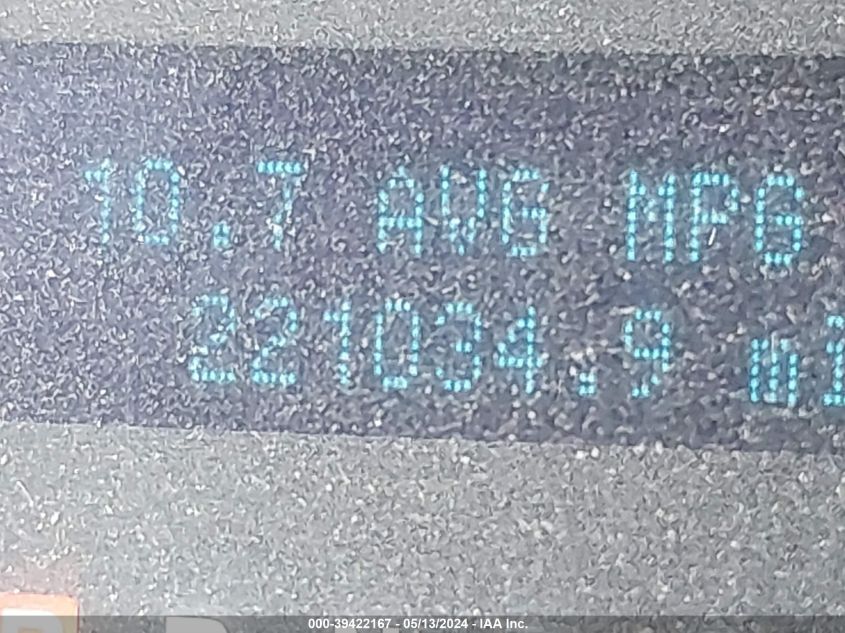 10.7 AVG MPG
221034.9 mi
000-39422167 - 05/13/2024 - IAA Inc.